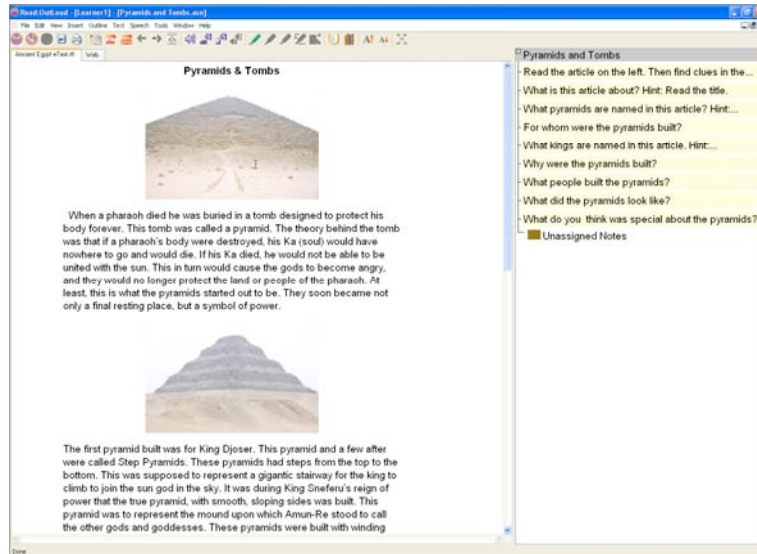 Read:OutLoud - [Learner1] - [Pyramids and Tombs.asn]
File Edit View Insert Outline Text Speech Tools Window Help
Ancient Egypt eText.rtf Web
Pyramids & Tombs
When a pharaoh died he was buried in a tomb designed to protect his
body forever. This tomb was called a pyramid. The theory behind the tomb
was that if a pharaoh's body were destroyed, his Ka (soul) would have
nowhere to go and would die. If his Ka died, he would not be able to be
united with the sun. This in turn would cause the gods to become angry,
and they would no longer protect the land or people of the pharaoh. At
least, this is what the pyramids started out to be. They soon became not
only a final resting place, but a symbol of power.
The first pyramid built was for King Djoser. This pyramid and a few after
were called Step Pyramids. These pyramids had steps from the top to the
bottom. This was supposed to represent a gigantic stairway for the king to
climb to join the sun god in the sky. It was during King Sneferu's reign of
power that the true pyramid, with smooth, sloping sides was built. This
pyramid was to represent the mound upon which Amun-Re stood to call
the other gods and goddesses. These pyramids were built with winding
Pyramids and Tombs
Read the article on the left. Then find clues in the...
What is this article about? Hint: Read the title.
What pyramids are named in this article? Hint:...
For whom were the pyramids built?
What kings are named in this article. Hint:...
Why were the pyramids built?
What people built the pyramids?
What did the pyramids look like?
What do you think was special about the pyramids?
Unassigned Notes
Done